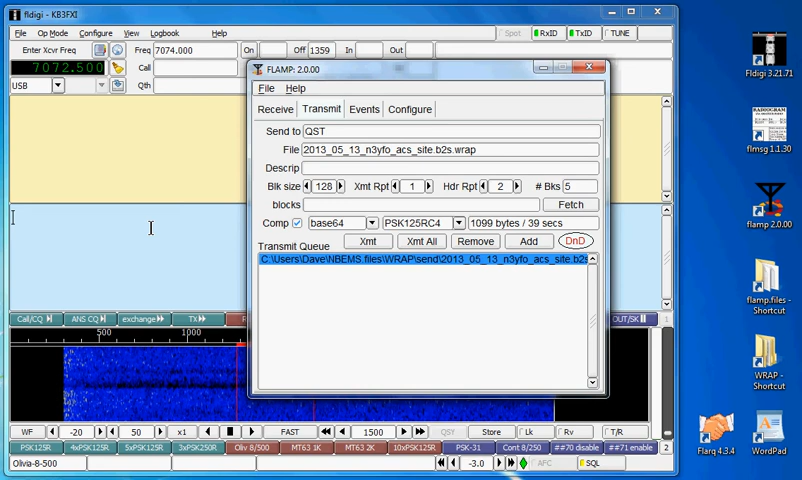 fldigi - KB3FXI
File Op Mode Configure View Logbook Help Spot RxID TxID TUNE
Enter Xcvr Freq Freq 7074.000 On Off 1359 In Out
7072.500 Call
USB Qth
FLAMP: 2.0.00
File Help
Receive Transmit Events Configure
Send to QST
File 2013_05_13_n3yfo_acs_site.b2s.wrap
Descrip
Blk size 128 Xmt Rpt 1 Hdr Rpt 2 # Bks 5
blocks Fetch
Comp base64 PSK125RC4 1099 bytes / 39 secs
Transmit Queue Xmt Xmt All Remove Add DnD
C:\Users\Dave\NBEMS.files\WRAP\send\2013_05_13_n3yfo_acs_site.b2s
Call/CQ ANS CQ exchange TX OUT/SK 1
500 1000
WF -20 50 x1 FAST 1500 QSY Store Lk Rv T/R
PSK125R 4xPSK125R 5xPSK125R 3xPSK250R Oliv 8/500 MT63 1K MT63 2K 10xPSK125R PSK-31 Cont 8/250 ##70 disable ##71 enable 2
Olivia-8-500 -3.0 AFC SQL
Fldigi 3.21.71
RADIOGRAM
flmsg 1.1.30
flamp 2.0.00
flamp.files -
Shortcut
WRAP -
Shortcut
Flarq 4.3.4
WordPad